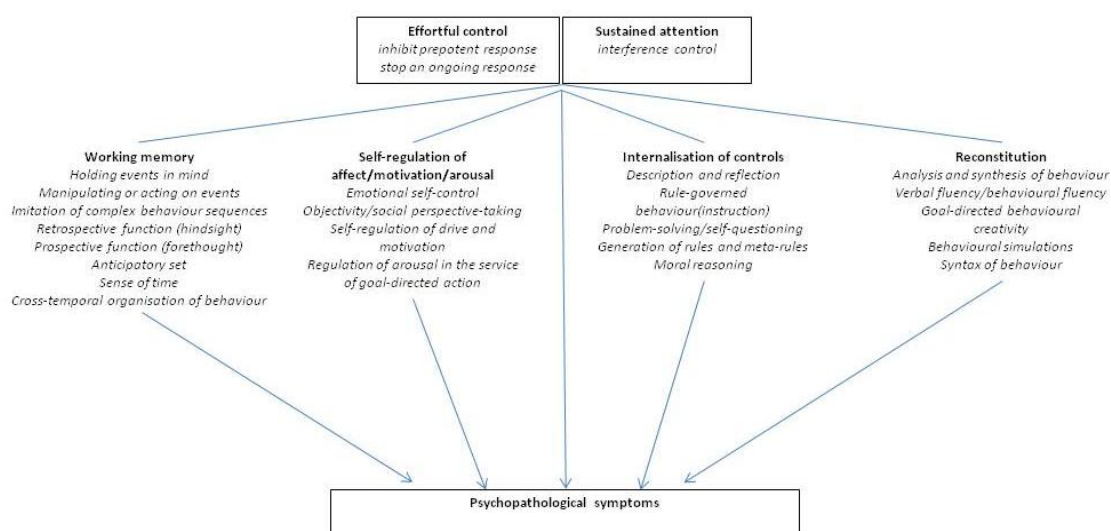 Effortful control
inhibit prepotent response
stop an ongoing response
Sustained attention
interference control
Working memory
Holding events in mind
Manipulating or acting on events
Imitation of complex behaviour sequences
Retrospective function (hindsight)
Prospective function (forethought)
Anticipatory set
Sense of time
Cross-temporal organisation of behaviour
Self-regulation of
affect/motivation/arousal
Emotional self-control
Objectivity/social perspective-taking
Self-regulation of drive and
motivation
Regulation of arousal in the service
of goal-directed action
Internalisation of controls
Description and reflection
Rule-governed
behaviour(instruction)
Problem-solving/self-questioning
Generation of rules and meta-rules
Moral reasoning
Reconstitution
Analysis and synthesis of behaviour
Verbal fluency/behavioural fluency
Goal-directed behavioural
creativity
Behavioural simulations
Syntax of behaviour
Psychopathological symptoms